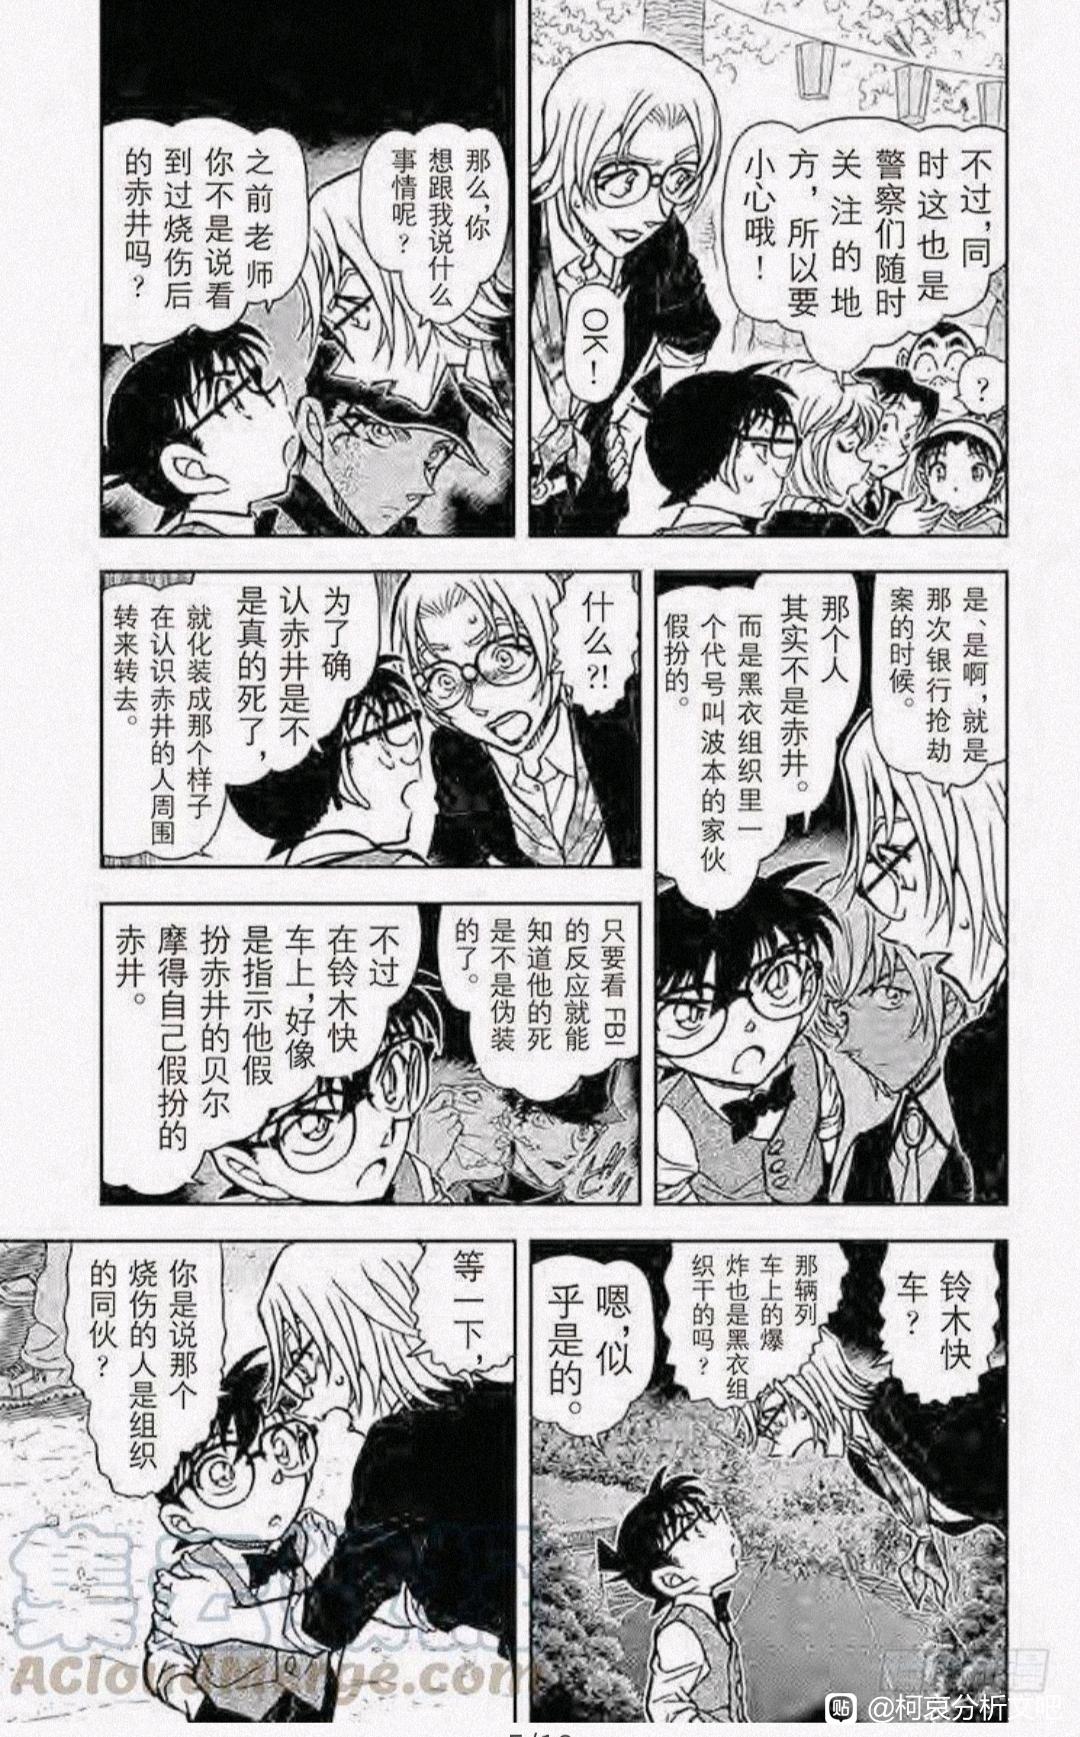 不过，同
时这也是
警察们随时
关注的地
方，所以要
小心哦！
OK！
？
那么，你
想跟我说什么
事情呢？
之前老师
你不是说看
到过烧伤后
的赤井吗？
是、是啊，就是
那次银行抢劫
案的时候。
那个人
其实不是赤井。
而是黑衣组织里一
个代号叫波本的家伙
假扮的。
什么?!
为了确
认赤井是不
是真的死了，
就化装成那个样子
在认识赤井的人周围
转来转去。
只要看 FBI
的反应就能
知道他的死
是不是伪装
的了。
不过
在铃木快
车上，好像
是指示他假
扮赤井的贝尔
摩得自己假扮的
赤井。
铃木快
车？
那辆列
车上的爆
炸也是黑衣组
织干的吗？
嗯，似
乎是的。
等一下，
你是说那个
烧伤的人是组织
的同伙？
ACloudMerge.com
贴 @柯哀分析文吧